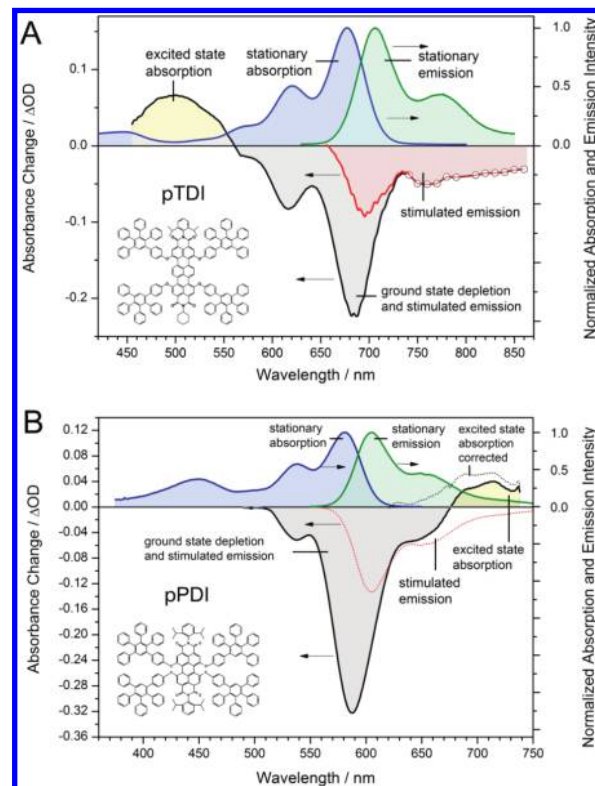 A
excited state
absorption
stationary
absorption
stationary
emission
stimulated
emission
ground state depletion
and stimulated emission
pTDI
Absorbance Change / ΔOD
0.1
0.0
-0.1
-0.2
Normalized Absorption and Emission Intensity
1.0
0.5
0.0
450 500 550 600 650 700 750 800 850
Wavelength / nm
B
stationary
absorption
stationary
emission
excited state
absorption
corrected
ground state depletion
and stimulated emission
excited state
absorption
stimulated
emission
pPDI
Absorbance Change / ΔOD
0.12
0.08
0.04
0.00
-0.04
-0.08
-0.12
-0.16
-0.20
-0.24
-0.28
-0.32
-0.36
Normalized Absorption and Emission Intensity
1.0
0.5
0.0
400 450 500 550 600 650 700 750
Wavelength / nm